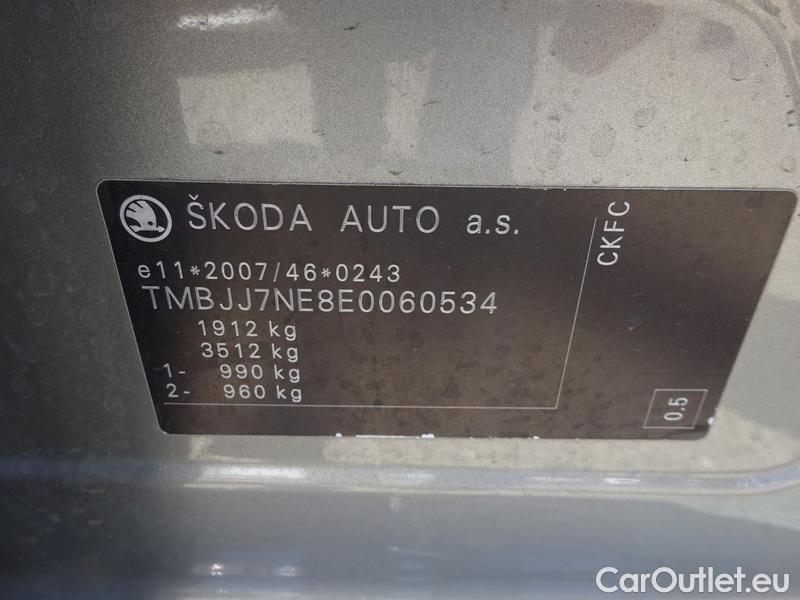 ŠKODA AUTO a.s.
e11*2007/46*0243
TMBJJ7NE8E0060534
1912 kg
3512 kg
1- 990 kg
2- 960 kg
CKFC
0.5
CarOutlet.eu